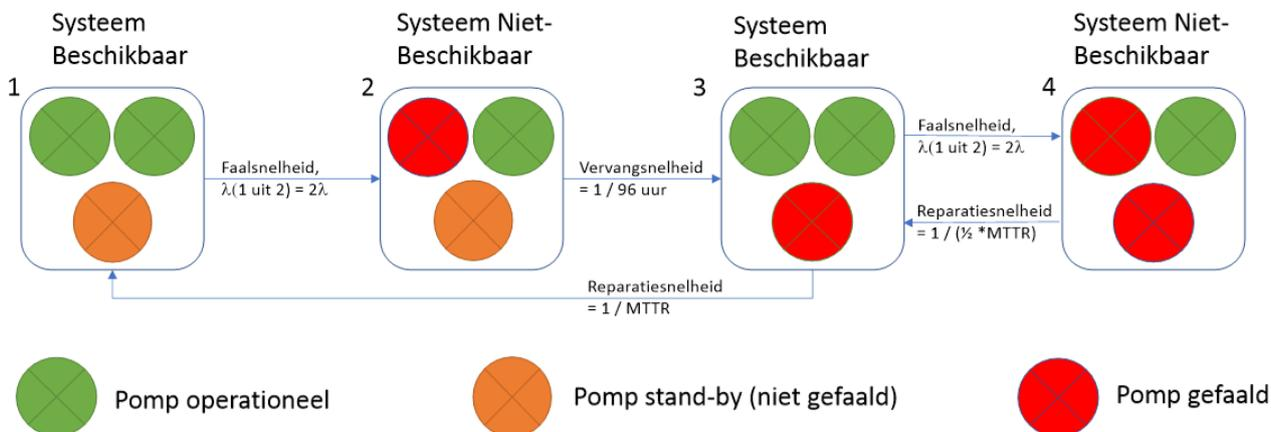 Systeem
Beschikbaar
Systeem Niet-
Beschikbaar
Systeem
Beschikbaar
Systeem Niet-
Beschikbaar
1
2
3
4
Faalsnelheid,
λ(1 uit 2) = 2λ
Vervangsnelheid
= 1 / 96 uur
Faalsnelheid,
λ(1 uit 2) = 2λ
Reparatiesnelheid
= 1 / (½ *MTTR)
Reparatiesnelheid
= 1 / MTTR
Pomp operationeel
Pomp stand-by (niet gefaald)
Pomp gefaald